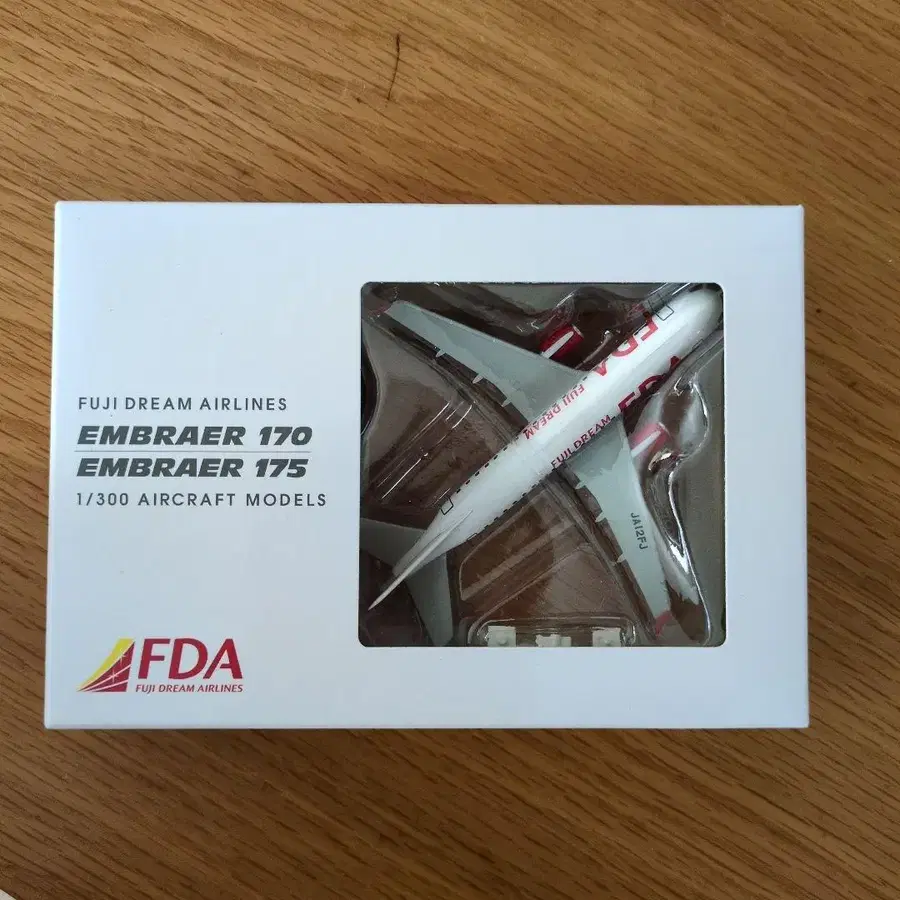 FUJI DREAM AIRLINES
EMBRAER 170
EMBRAER 175
1/300 AIRCRAFT MODELS
FDA
FUJI DREAM AIRLINES
FDA
FUJI DREAM
FDA
FUJI DREAM
JA12FJ